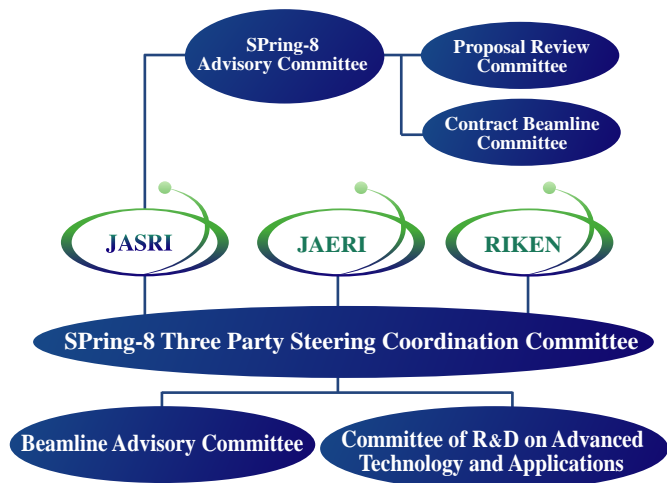 SPring-8
Advisory Committee
Proposal Review
Committee
Contract Beamline
Committee
JASRI
JAERI
RIKEN
SPring-8 Three Party Steering Coordination Committee
Beamline Advisory Committee
Committee of R&D on Advanced
Technology and Applications